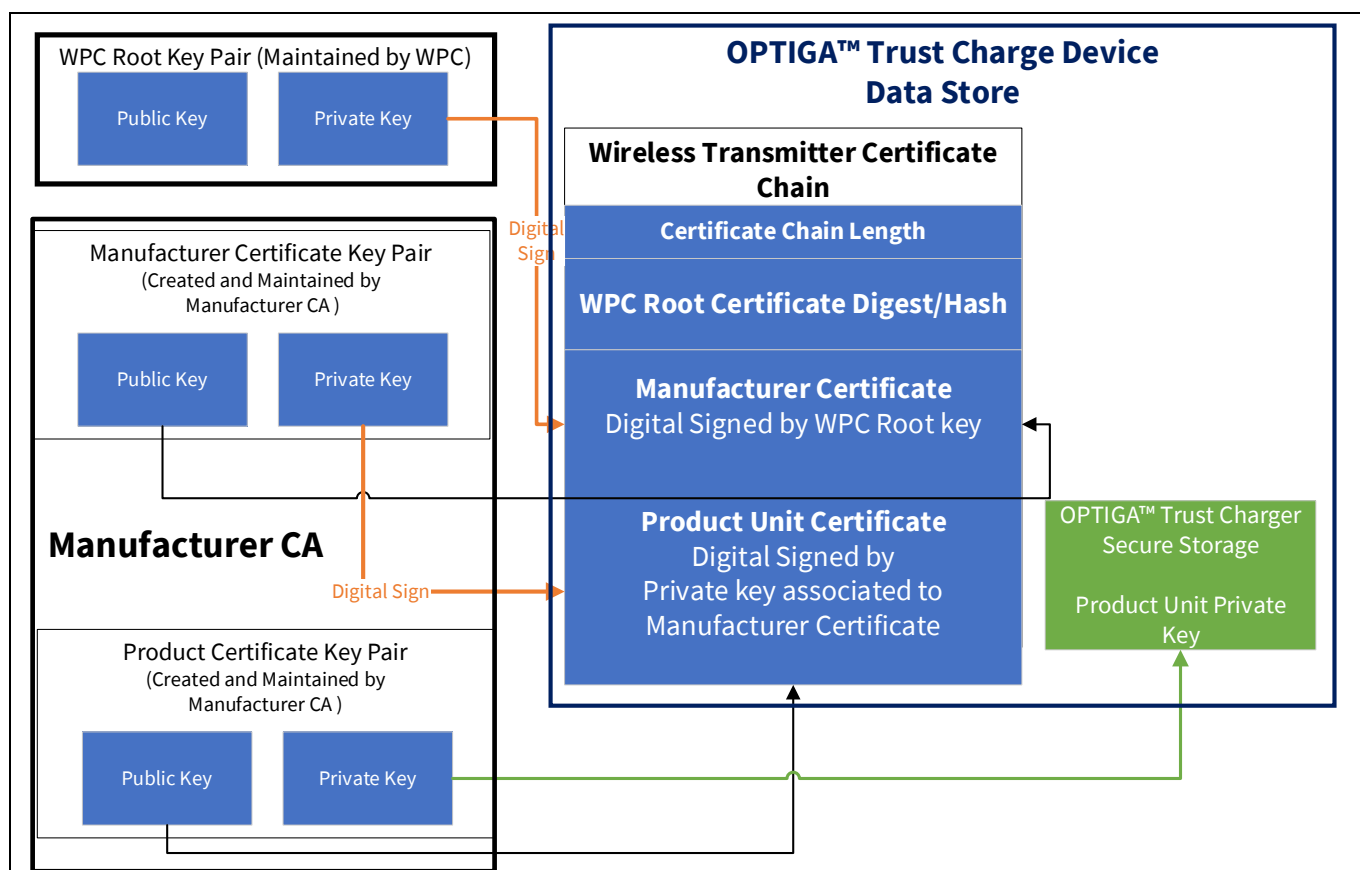 WPC Root Key Pair (Maintained by WPC)
Public Key
Private Key
Manufacturer Certificate Key Pair
(Created and Maintained by
Manufacturer CA )
Public Key
Private Key
Manufacturer CA
Digital Sign
Product Certificate Key Pair
(Created and Maintained by
Manufacturer CA )
Public Key
Private Key
Digital
Sign
OPTIGA™ Trust Charge Device
Data Store
Wireless Transmitter Certificate
Chain
Certificate Chain Length
WPC Root Certificate Digest/Hash
Manufacturer Certificate
Digital Signed by WPC Root key
Product Unit Certificate
Digital Signed by
Private key associated to
Manufacturer Certificate
OPTIGA™ Trust Charger
Secure Storage
Product Unit Private
Key